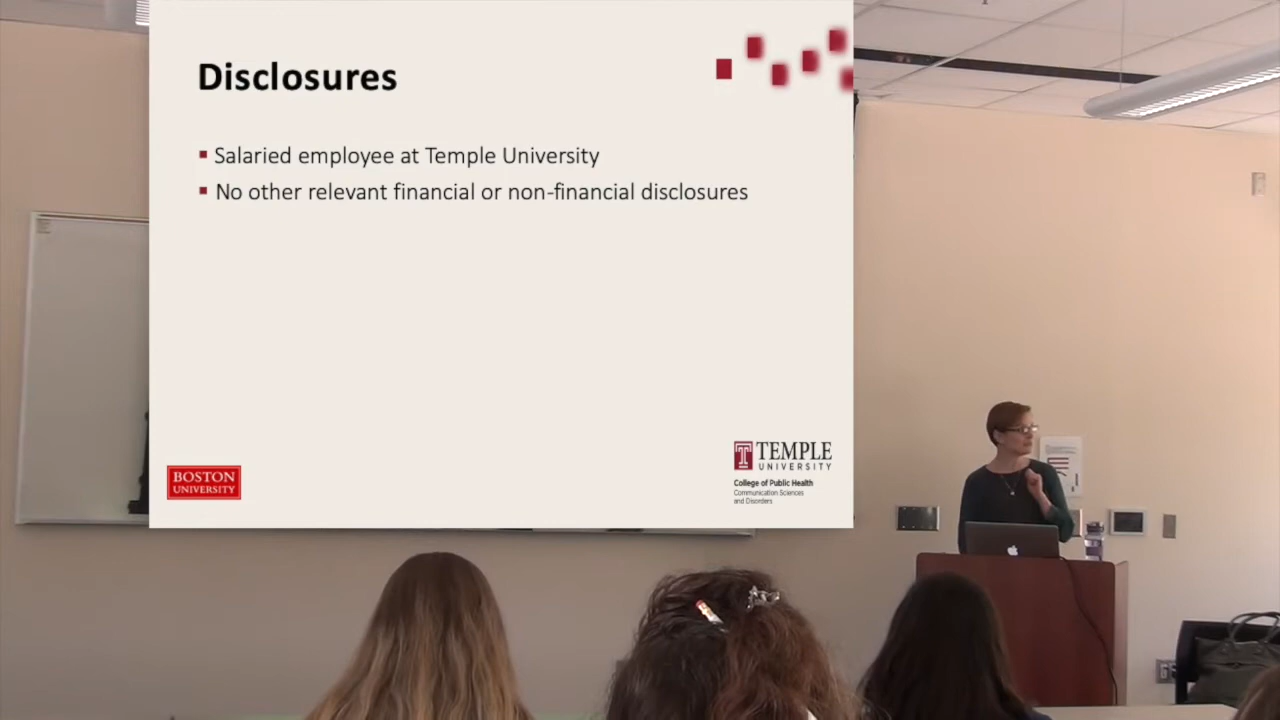 Disclosures
Salaried employee at Temple University
No other relevant financial or non-financial disclosures
BOSTON
UNIVERSITY
TEMPLE
UNIVERSITY
College of Public Health
Communication Sciences
and Disorders